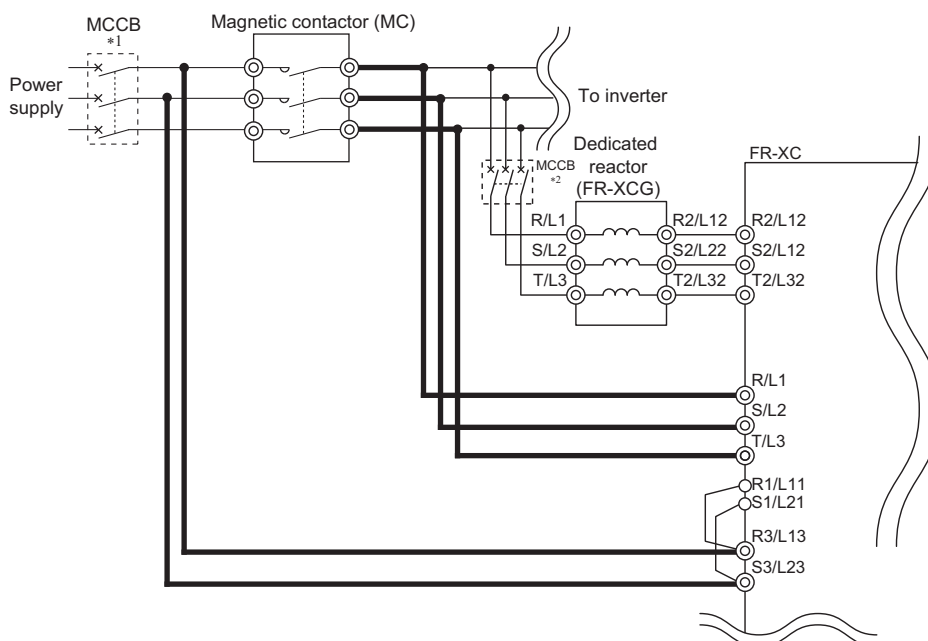 MCCB
*1
Magnetic contactor (MC)
Power
supply
To inverter
MCCB
*2
Dedicated
reactor
(FR-XCG)
FR-XC
R/L1
R2/L12
R2/L12
S/L2
S2/L22
S2/L12
T/L3
T2/L32
T2/L32
R/L1
S/L2
T/L3
R1/L11
S1/L21
R3/L13
S3/L23